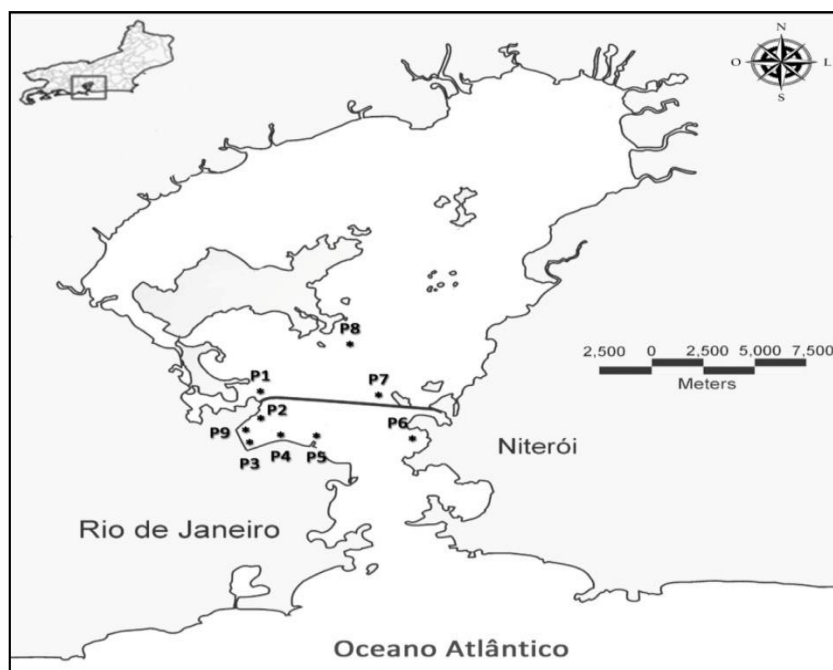 N
O L
S
P8
2,500 0 2,500 5,000 7,500
Meters
P1
P7
P2
P6
P9
P3 P4 P5
Niterói
Rio de Janeiro
Oceano Atlântico